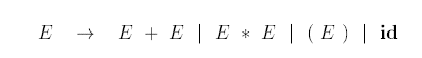 E → E + E | E ∗ E | ( E ) | id